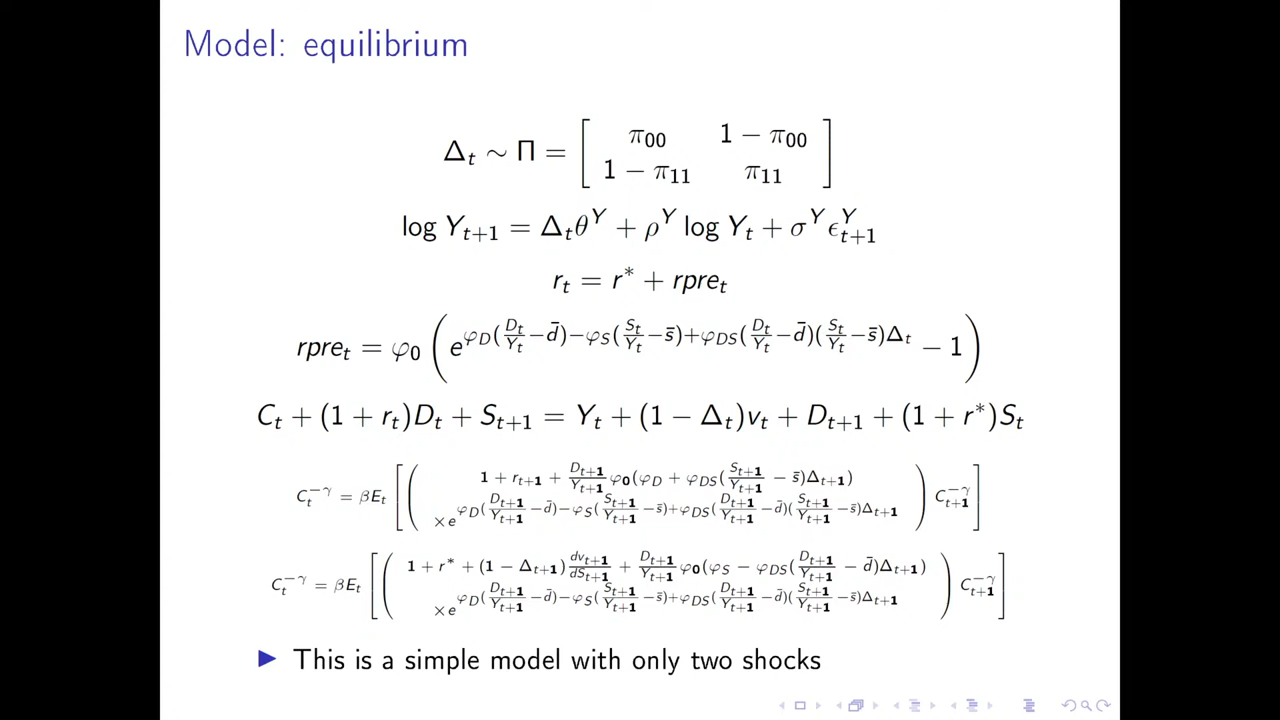 Model: equilibrium
Δ_t ∼ Π = [ π_00 1 − π_00
1 − π_11 π_11 ]
log Y_{t+1} = Δ_tθ^Y + ρ^Y log Y_t + σ^Y ϵ^Y_{t+1}
r_t = r* + rpre_t
rpre_t = φ_0 ( e^{φ_D(D_t/Y_t − d̄) − φ_S(S_t/Y_t − s̄) + φ_DS(D_t/Y_t − d̄)(S_t/Y_t − s̄)Δ_t} − 1 )
C_t + (1 + r_t)D_t + S_{t+1} = Y_t + (1 − Δ_t)v_t + D_{t+1} + (1 + r*)S_t
C_t^{−γ} = βE_t [ ( 1 + r_{t+1} + D_{t+1}/Y_{t+1} φ_0(φ_D + φ_DS(S_{t+1}/Y_{t+1} − s̄)Δ_{t+1})
×e^{φ_D(D_{t+1}/Y_{t+1} − d̄) − φ_S(S_{t+1}/Y_{t+1} − s̄) + φ_DS(D_{t+1}/Y_{t+1} − d̄)(S_{t+1}/Y_{t+1} − s̄)Δ_{t+1}} ) C_{t+1}^{−γ} ]
C_t^{−γ} = βE_t [ ( 1 + r* + (1 − Δ_{t+1}) dv_{t+1}/dS_{t+1} + D_{t+1}/Y_{t+1} φ_0(φ_S − φ_DS(D_{t+1}/Y_{t+1} − d̄)Δ_{t+1})
×e^{φ_D(D_{t+1}/Y_{t+1} − d̄) − φ_S(S_{t+1}/Y_{t+1} − s̄) + φ_DS(D_{t+1}/Y_{t+1} − d̄)(S_{t+1}/Y_{t+1} − s̄)Δ_{t+1}} ) C_{t+1}^{−γ} ]
This is a simple model with only two shocks